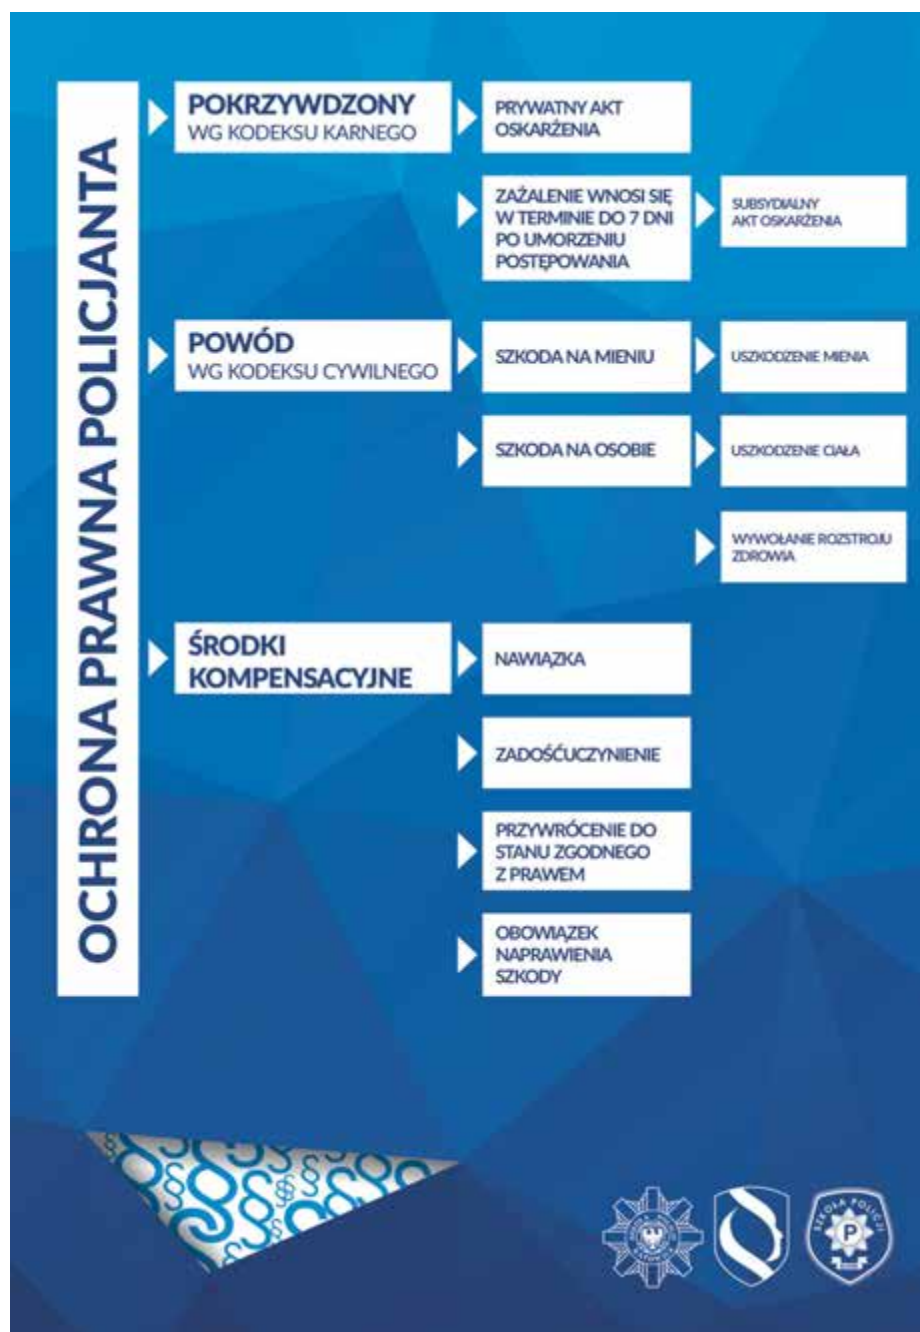 OCHRONA PRAWNA POLICJANTA
POKRZYWDZONY
WG KODEKSU KARNEGO
PRYWATNY AKT
OSKARŻENIA
ZAŻALENIE WNOSI SIĘ
W TERMINIE DO 7 DNI
PO UMORZENIU
POSTĘPOWANIA
SUBSYDIALNY
AKT OSKARŻENIA
POWÓD
WG KODEKSU CYWILNEGO
SZKODA NA MIENIU
USZKODZENIE MIENIA
SZKODA NA OSOBIE
USZKODZENIE CIAŁA
WYWOŁANIE ROZSTROJU
ZDROWIA
ŚRODKI
KOMPENSACYJNE
NAWIĄZKA
ZADOŚĆUCZYNIENIE
PRZYWRÓCENIE DO
STANU ZGODNEGO
Z PRAWEM
OBOWIĄZEK
NAPRAWIENIA
SZKODY
SZKOŁA POLICJI
P